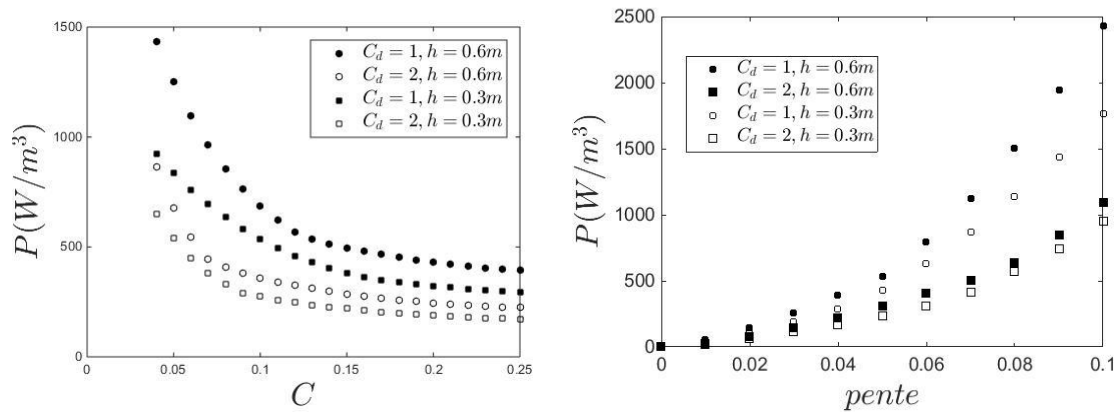 1500
1000
500
0
P(W/m³)
0
0.05
0.1
0.15
0.2
0.25
C
C_d = 1, h = 0.6m
C_d = 2, h = 0.6m
C_d = 1, h = 0.3m
C_d = 2, h = 0.3m
2500
2000
1500
1000
500
0
P(W/m³)
0
0.02
0.04
0.06
0.08
0.1
pente
C_d = 1, h = 0.6m
C_d = 2, h = 0.6m
C_d = 1, h = 0.3m
C_d = 2, h = 0.3m